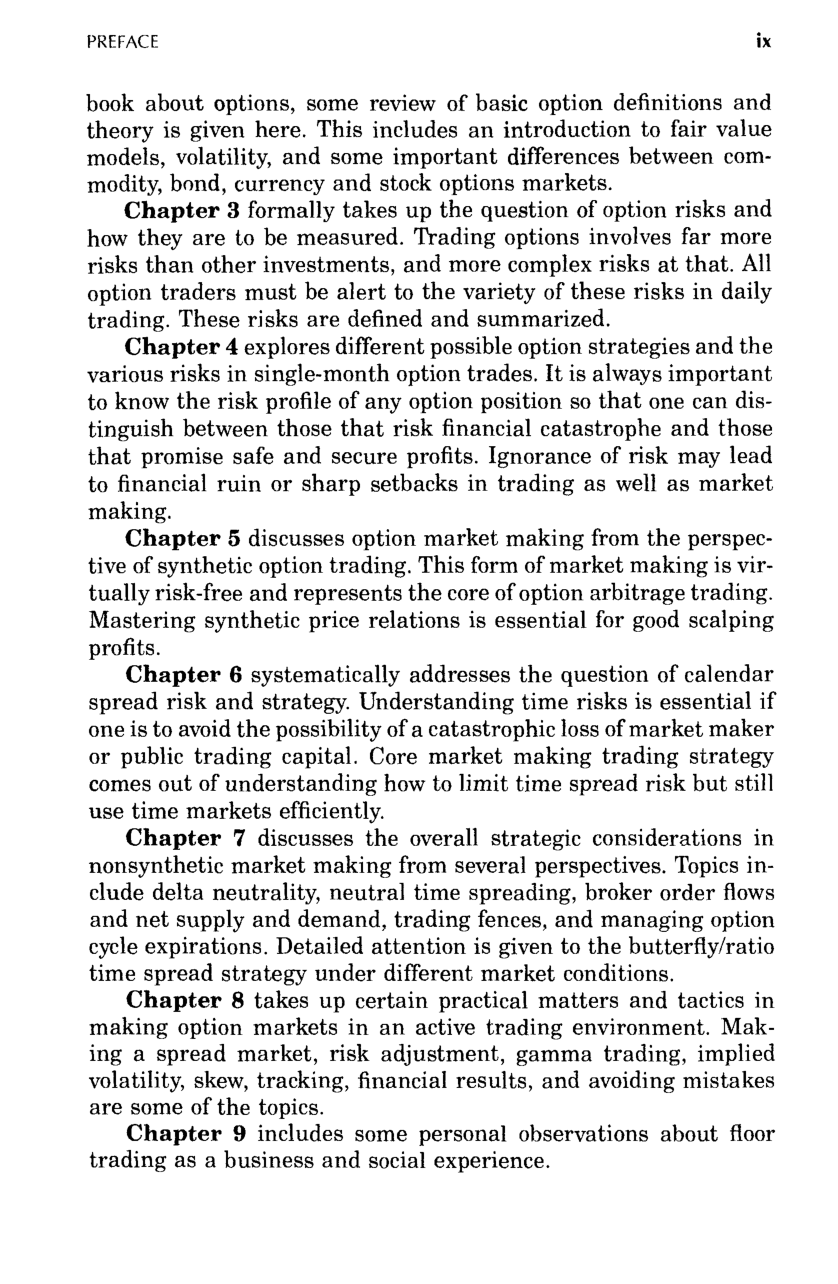 PREFACE ix
book about options, some review of basic option definitions and
theory is given here. This includes an introduction to fair value
models, volatility, and some important differences between com-
modity, bond, currency and stock options markets.
Chapter 3 formally takes up the question of option risks and
how they are to be measured. Trading options involves far more
risks than other investments, and more complex risks at that. All
option traders must be alert to the variety of these risks in daily
trading. These risks are defined and summarized.
Chapter 4 explores different possible option strategies and the
various risks in single-month option trades. It is always important
to know the risk profile of any option position so that one can dis-
tinguish between those that risk financial catastrophe and those
that promise safe and secure profits. Ignorance of risk may lead
to financial ruin or sharp setbacks in trading as well as market
making.
Chapter 5 discusses option market making from the perspec-
tive of synthetic option trading. This form of market making is vir-
tually risk-free and represents the core of option arbitrage trading.
Mastering synthetic price relations is essential for good scalping
profits.
Chapter 6 systematically addresses the question of calendar
spread risk and strategy. Understanding time risks is essential if
one is to avoid the possibility of a catastrophic loss of market maker
or public trading capital. Core market making trading strategy
comes out of understanding how to limit time spread risk but still
use time markets efficiently.
Chapter 7 discusses the overall strategic considerations in
nonsynthetic market making from several perspectives. Topics in-
clude delta neutrality, neutral time spreading, broker order flows
and net supply and demand, trading fences, and managing option
cycle expirations. Detailed attention is given to the butterfly/ratio
time spread strategy under different market conditions.
Chapter 8 takes up certain practical matters and tactics in
making option markets in an active trading environment. Mak-
ing a spread market, risk adjustment, gamma trading, implied
volatility, skew, tracking, financial results, and avoiding mistakes
are some of the topics.
Chapter 9 includes some personal observations about floor
trading as a business and social experience.